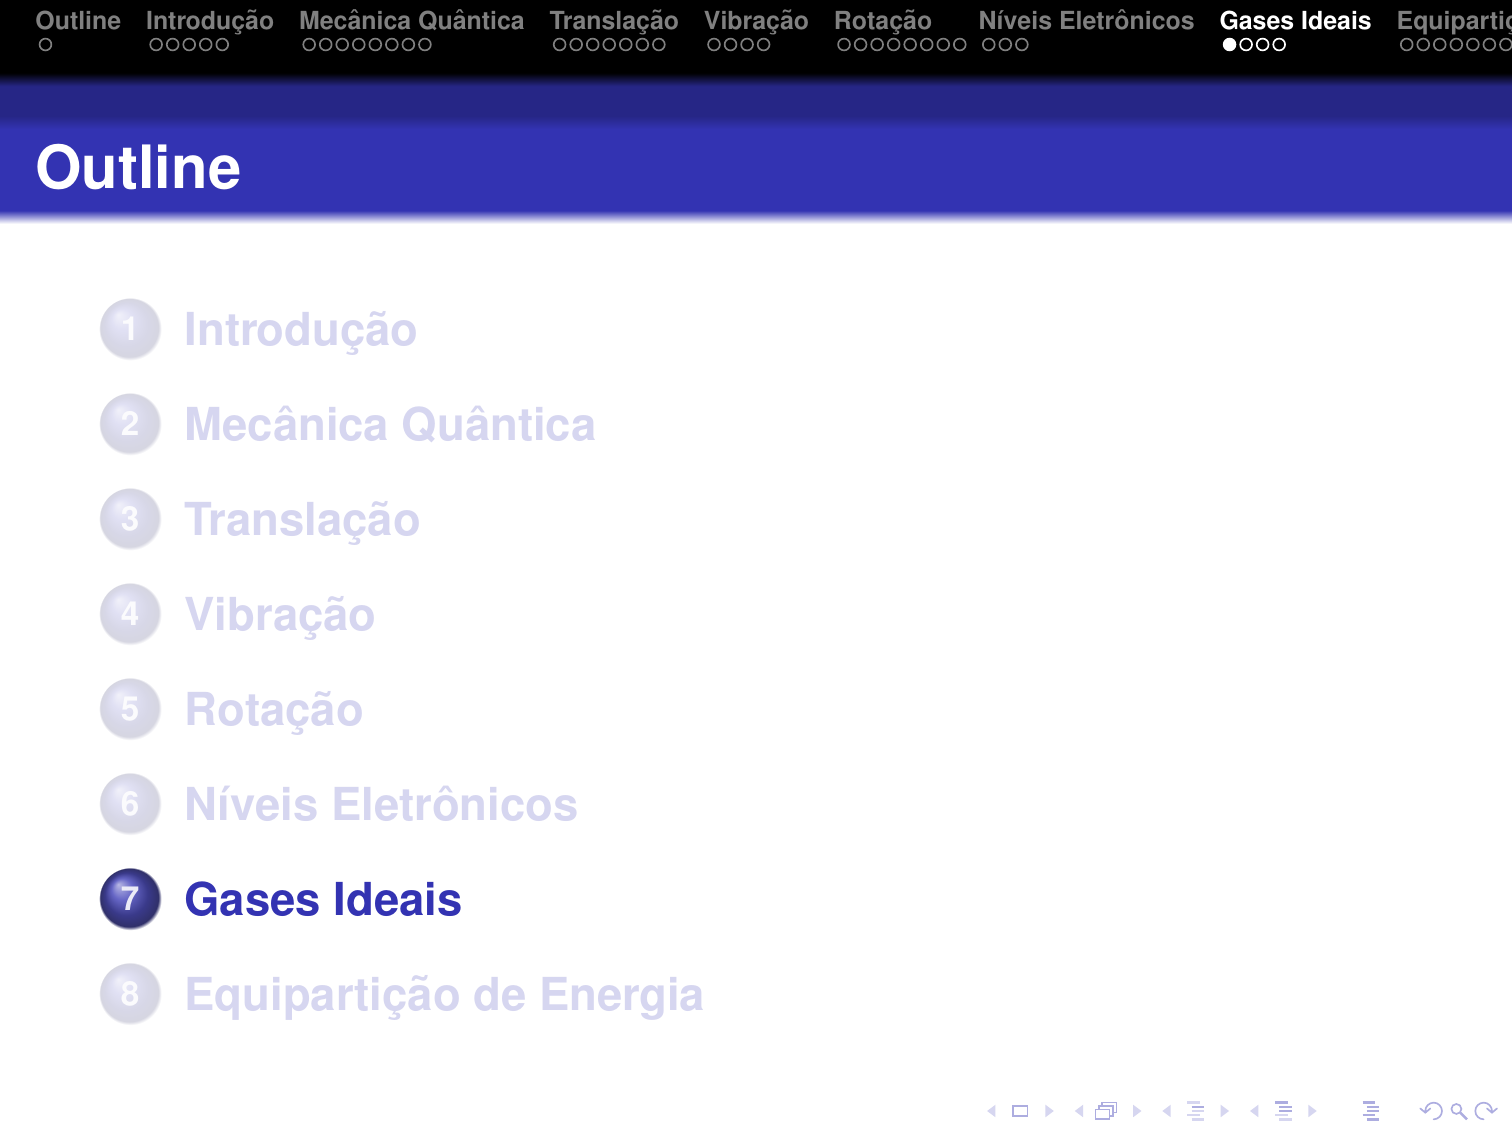 Outline Introdução Mecânica Quântica Translação Vibração Rotação Níveis Eletrônicos Gases Ideais
Outline
1 Introdução
2 Mecânica Quântica
3 Translação
4 Vibração
5 Rotação
6 Níveis Eletrônicos
7 Gases Ideais
8 Equipartição de Energia